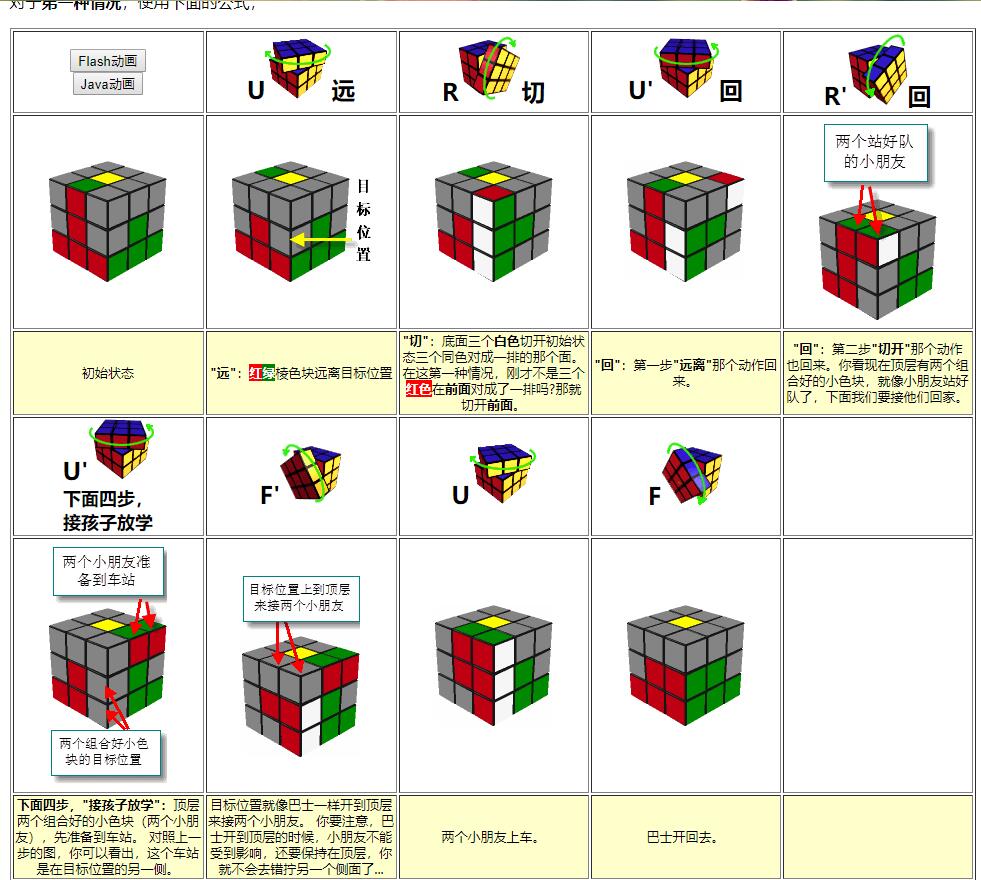 对于第一种情况，使用下面的公式，
Flash动画
Java动画
U 远
R 切
U' 回
R' 回
目
标
位
置
两个站好队
的小朋友
初始状态
"远"：红绿棱色块远离目标位置
"切"：底面三个白色切开初始状
态三个同色对成一排的那个面。
在这第一种情况，刚才不是三个
红色在前面对成了一排吗?那就
切开前面。
"回"：第一步"远离"那个动作回
来。
"回"：第二步"切开"那个动作
也回来。你看现在顶层有两个组
合好的小色块，就像小朋友站好
队了，下面我们要接他们回家。
U'
下面四步，
接孩子放学
F'
U
F
两个小朋友准
备到车站
两个组合好小色
块的目标位置
目标位置上到顶层
来接两个小朋友
下面四步，"接孩子放学"：顶层
两个组合好的小色块（两个小朋
友），先准备到车站。 对照上一
步的图，你可以看出，这个车站
是在目标位置的另一侧。
目标位置就像巴士一样开到顶层
来接两个小朋友。 你要注意，巴
士开到顶层的时候，小朋友不能
受到影响，还要保持在顶层，你
就不会去错拧另一个侧面了...
两个小朋友上车。
巴士开回去。